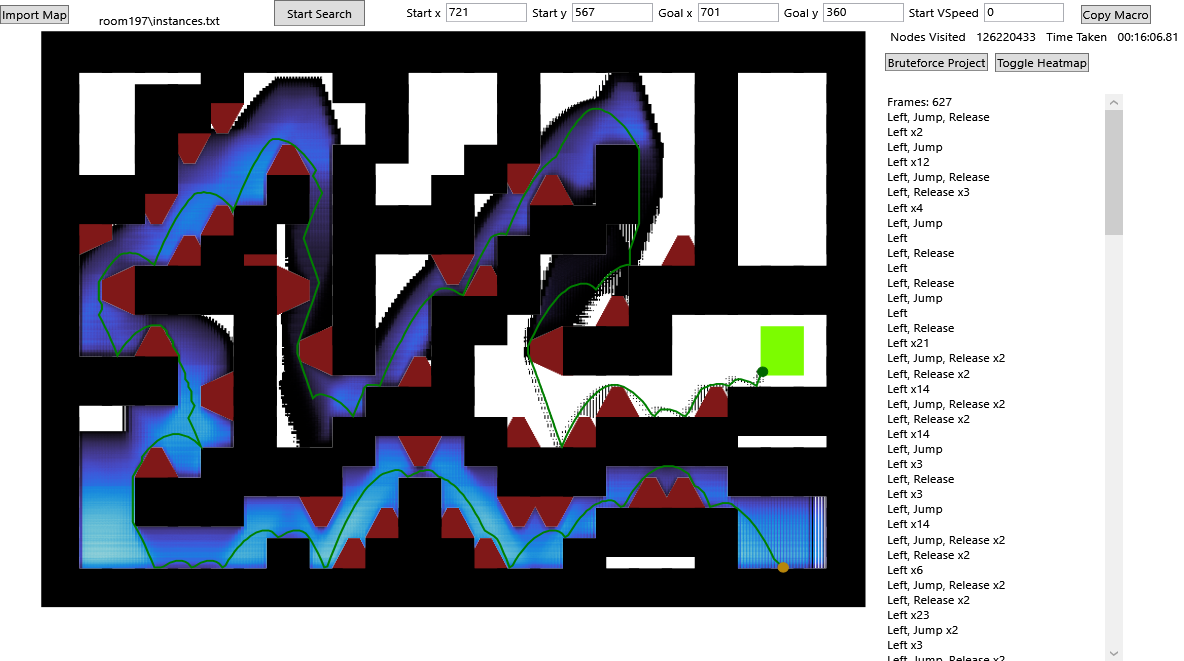 Import Map
room197\instances.txt
Start Search
Start x 721 Start y 567 Goal x 701 Goal y 360 Start VSpeed 0
Copy Macro
Nodes Visited 126220433 Time Taken 00:16:06.81
Bruteforce Project Toggle Heatmap
Frames: 627
Left, Jump, Release
Left x2
Left, Jump
Left x12
Left, Jump, Release
Left, Release x3
Left x4
Left, Jump
Left
Left, Release
Left
Left, Release
Left, Jump
Left
Left, Release
Left x21
Left, Jump, Release x2
Left, Release x2
Left x14
Left, Jump, Release x2
Left, Release x2
Left x14
Left, Jump
Left x3
Left, Release
Left x3
Left, Jump
Left x14
Left, Jump, Release x2
Left, Release x2
Left x6
Left, Jump, Release x2
Left, Release x2
Left x23
Left, Jump x2
Left x3
Left, Jump, Release x2